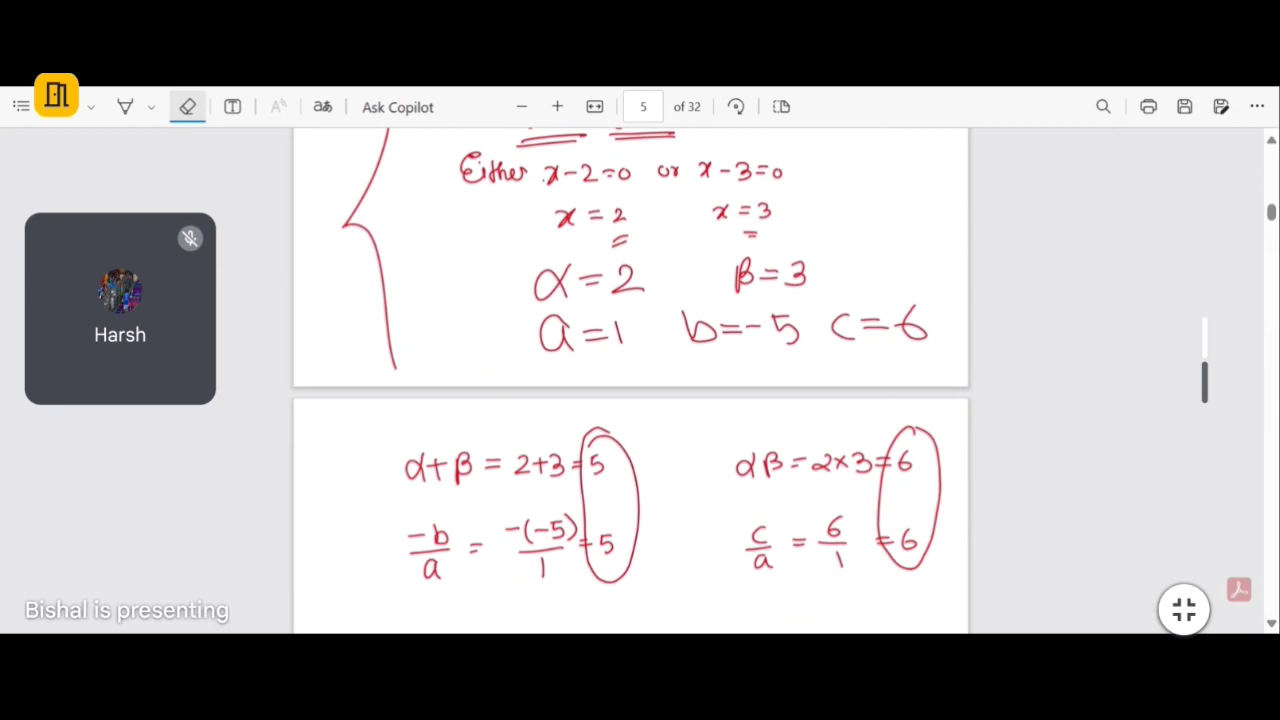 Ask Copilot
5 of 32
Either x-2=0 or x-3=0
x=2 x=3
α=2 β=3
a=1 b=-5 c=6
Harsh
α+β = 2+3=5 αβ=2×3=6
-b/a = -(-5)/1 =5 c/a = 6/1 =6
Bishal is presenting